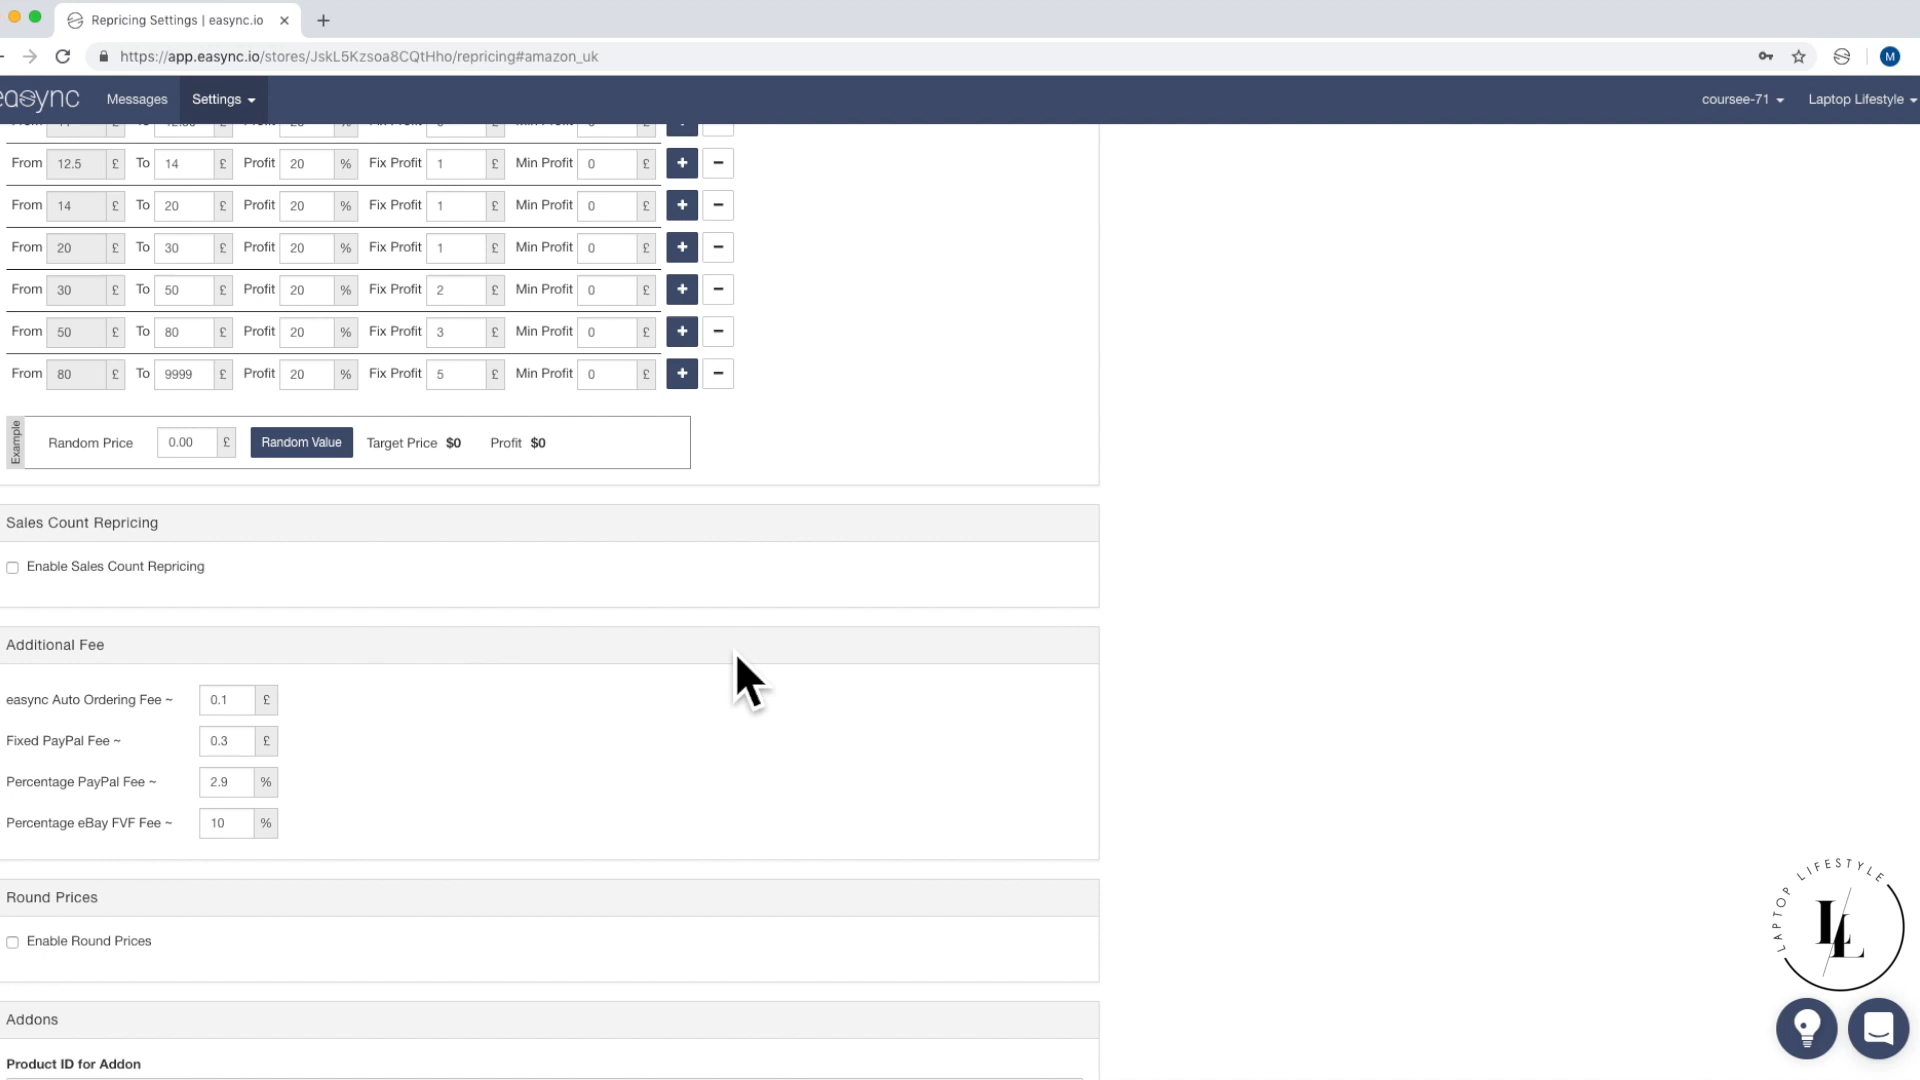 Repricing Settings | easync.io
https://app.easync.io/stores/JskL5Kzsoa8CQtHho/repricing#amazon_uk
M
easync Messages Settings coursee-71 Laptop Lifestyle
From 12.5 £ To 14 £ Profit 20 % Fix Profit 1 £ Min Profit 0 £ + −
From 14 £ To 20 £ Profit 20 % Fix Profit 1 £ Min Profit 0 £ + −
From 20 £ To 30 £ Profit 20 % Fix Profit 1 £ Min Profit 0 £ + −
From 30 £ To 50 £ Profit 20 % Fix Profit 2 £ Min Profit 0 £ + −
From 50 £ To 80 £ Profit 20 % Fix Profit 3 £ Min Profit 0 £ + −
From 80 £ To 9999 £ Profit 20 % Fix Profit 5 £ Min Profit 0 £ + −
Example
Random Price 0.00 £ Random Value Target Price $0 Profit $0
Sales Count Repricing
Enable Sales Count Repricing
Additional Fee
easync Auto Ordering Fee ~ 0.1 £
Fixed PayPal Fee ~ 0.3 £
Percentage PayPal Fee ~ 2.9 %
Percentage eBay FVF Fee ~ 10 %
Round Prices
Enable Round Prices
Addons
Product ID for Addon
LAPTOP LIFESTYLE
LL